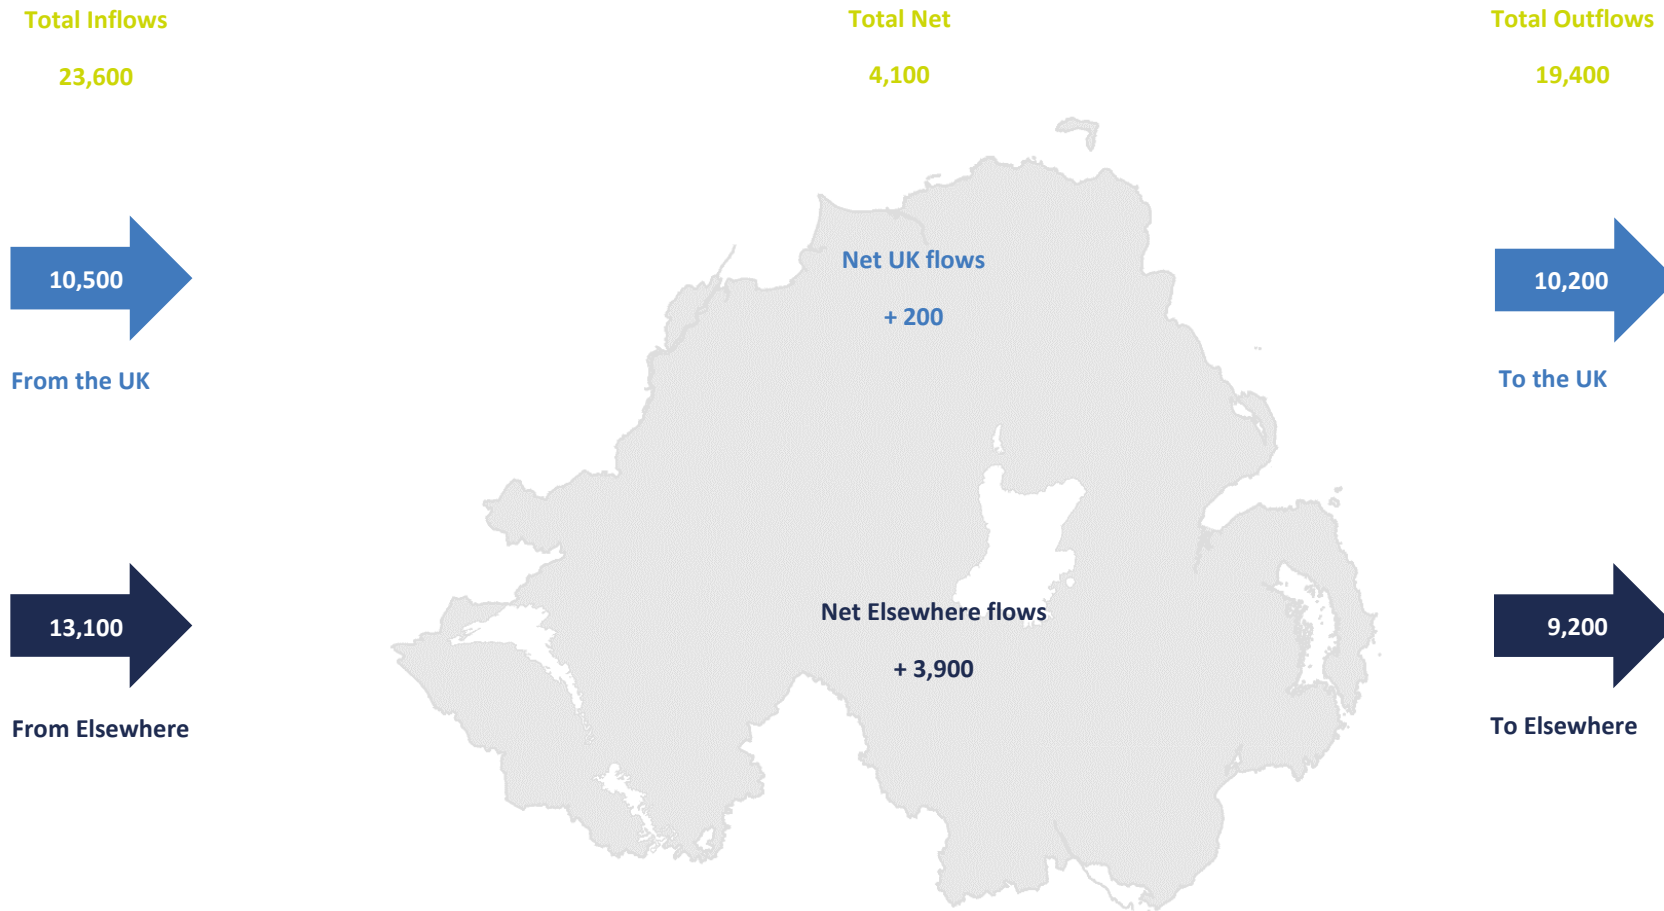 Total Inflows
Total Net
Total Outflows
23,600
4,100
19,400
Net UK flows
10,500
10,200
+ 200
From the UK
To the UK
Net Elsewhere flows
13,100
9,200
+ 3,900
From Elsewhere
To Elsewhere